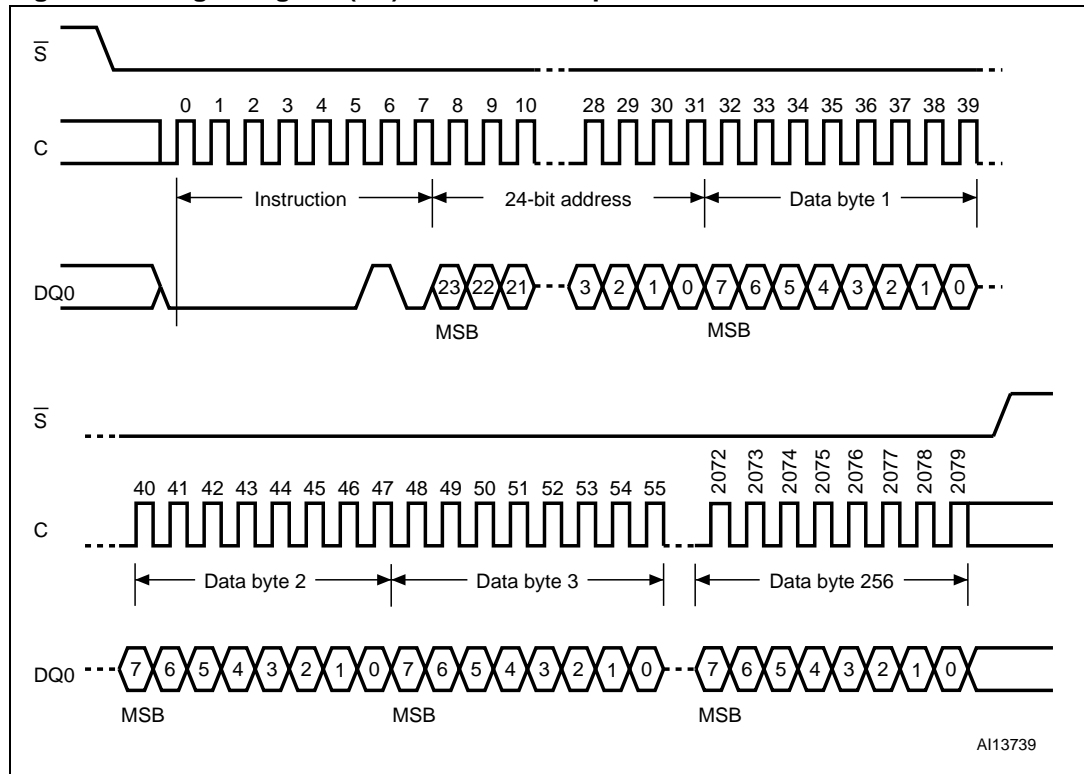 S
0 1 2 3 4 5 6 7 8 9 10 28 29 30 31 32 33 34 35 36 37 38 39
C
Instruction 24-bit address Data byte 1
DQ0 23 22 21 3 2 1 0 7 6 5 4 3 2 1 0
MSB MSB
S
40 41 42 43 44 45 46 47 48 49 50 51 52 53 54 55 2072 2073 2074 2075 2076 2077 2078 2079
C
Data byte 2 Data byte 3 Data byte 256
DQ0 7 6 5 4 3 2 1 0 7 6 5 4 3 2 1 0 7 6 5 4 3 2 1 0
MSB MSB MSB
AI13739